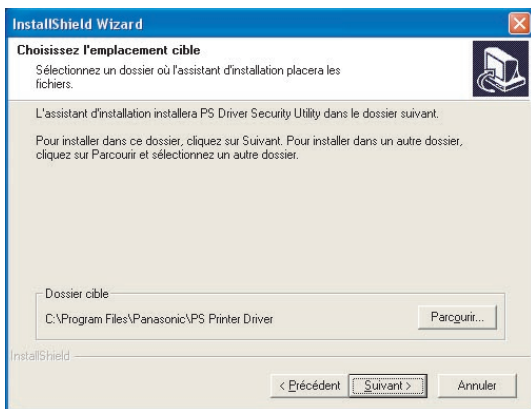 InstallShield Wizard
Choisissez l'emplacement cible
Sélectionnez un dossier où l'assistant d'installation placera les
fichiers.
L'assistant d'installation installera PS Driver Security Utility dans le dossier suivant.
Pour installer dans ce dossier, cliquez sur Suivant. Pour installer dans un autre dossier,
cliquez sur Parcourir et sélectionnez un autre dossier.
Dossier cible
C:\Program Files\Panasonic\PS Printer Driver
Parcourir...
InstallShield
< Précédent
Suivant >
Annuler